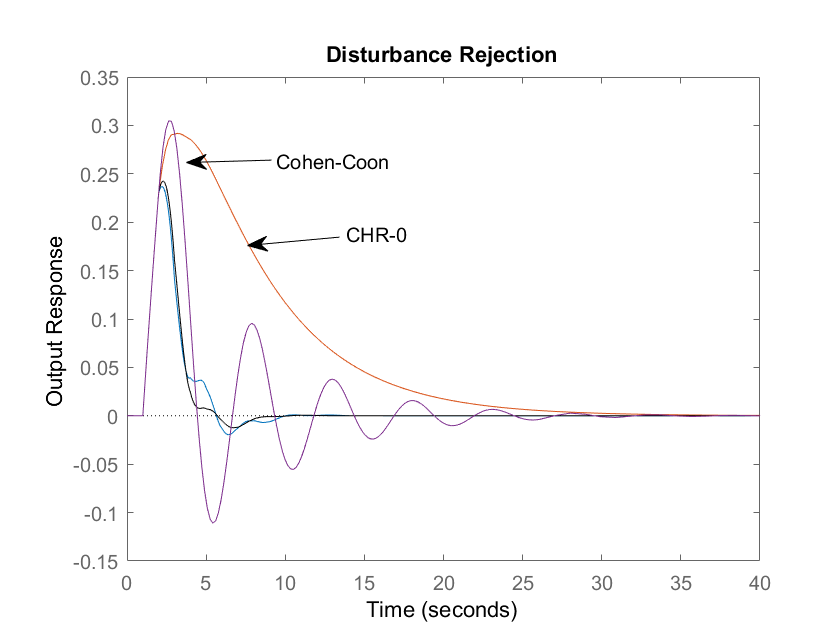 Disturbance Rejection
0.35
0.3
0.25
0.2
0.15
0.1
0.05
0
-0.05
-0.1
-0.15
Output Response
Cohen-Coon
CHR-0
0 5 10 15 20 25 30 35 40
Time (seconds)